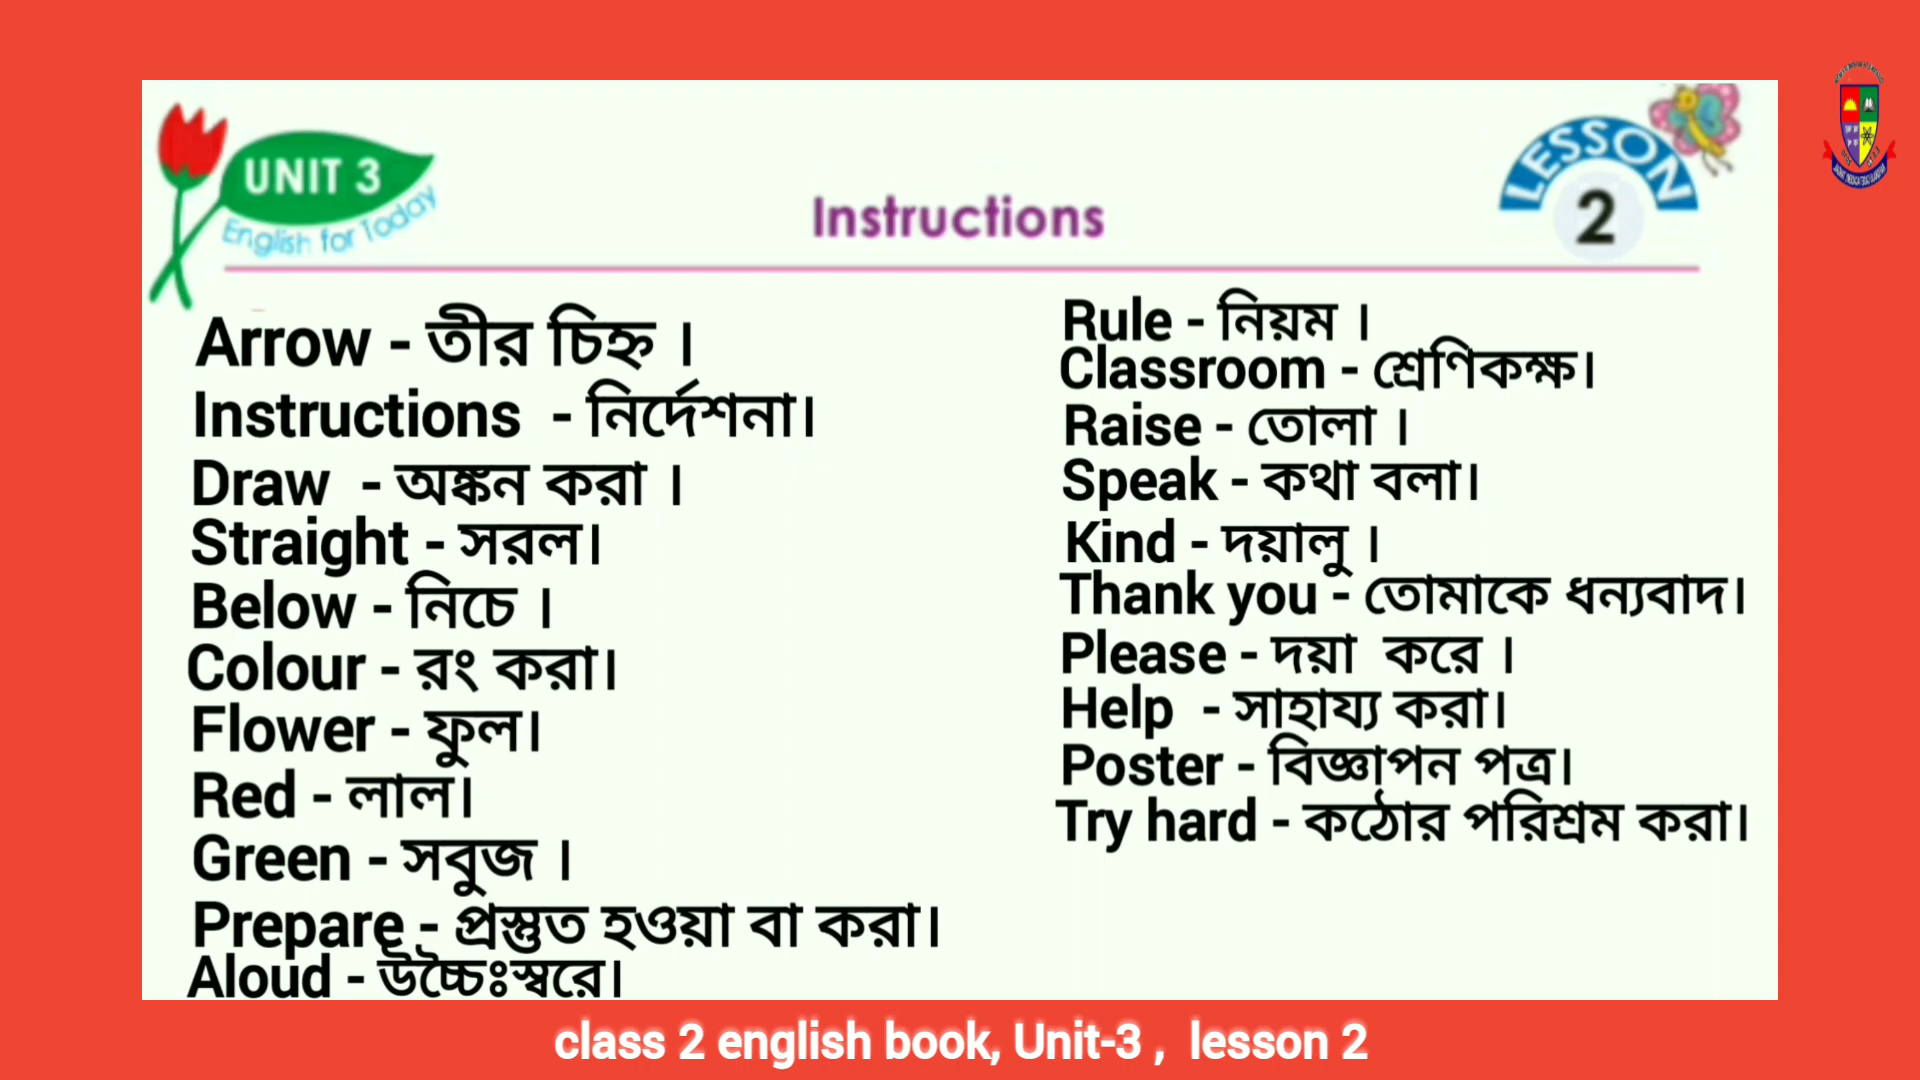 UNIT 3
English for Today
Instructions
LESSON
2
Arrow - তীর চিহ্ন ।
Instructions - নির্দেশনা।
Draw - অঙ্কন করা ।
Straight - সরল।
Below - নিচে ।
Colour - রং করা।
Flower - ফুল।
Red - লাল।
Green - সবুজ ।
Prepare - প্রস্তুত হওয়া বা করা।
Aloud - উচ্চৈঃস্বরে।
Rule - নিয়ম ।
Classroom - শ্রেণিকক্ষ।
Raise - তোলা ।
Speak - কথা বলা।
Kind - দয়ালু ।
Thank you - তোমাকে ধন্যবাদ।
Please - দয়া করে ।
Help - সাহায্য করা।
Poster - বিজ্ঞাপন পত্র।
Try hard - কঠোর পরিশ্রম করা।
class 2 english book, Unit-3 , lesson 2